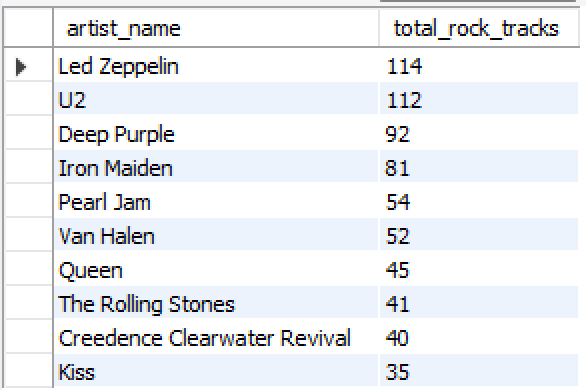 artist_name total_rock_tracks
Led Zeppelin 114
U2 112
Deep Purple 92
Iron Maiden 81
Pearl Jam 54
Van Halen 52
Queen 45
The Rolling Stones 41
Creedence Clearwater Revival 40
Kiss 35